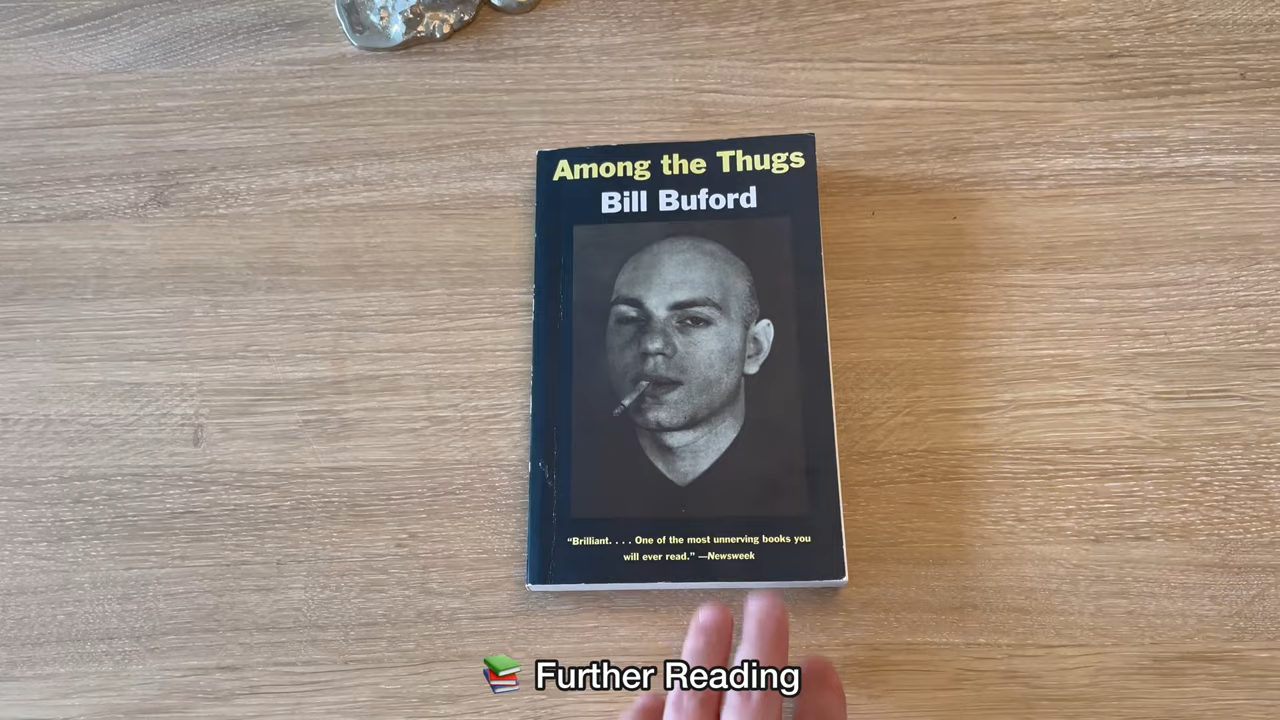 Among the Thugs
Bill Buford
“Brilliant. . . . One of the most unnerving books you
will ever read.” —Newsweek
📚 Further Reading